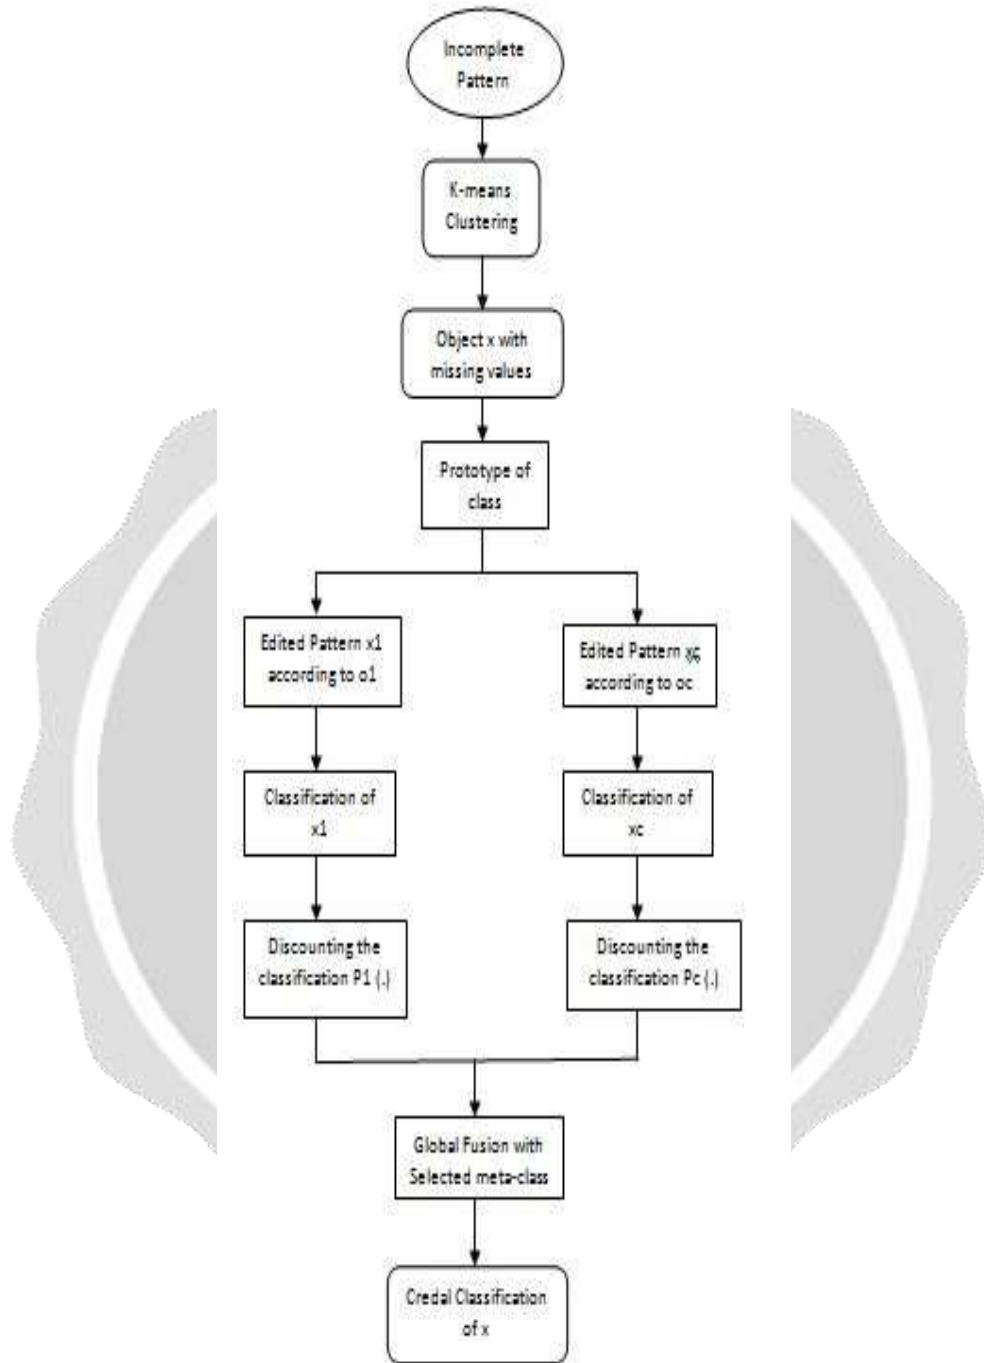 Incomplete
Pattern
K-means
Clustering
Object x with
missing values
Prototype of
class
Edited Pattern x1
according to o1
Edited Pattern xc
according to oc
Classification of
x1
Classification of
xc
Discounting the
classification P1 (.)
Discounting the
classification Pc (.)
Global Fusion with
Selected meta-class
Credal Classification
of x